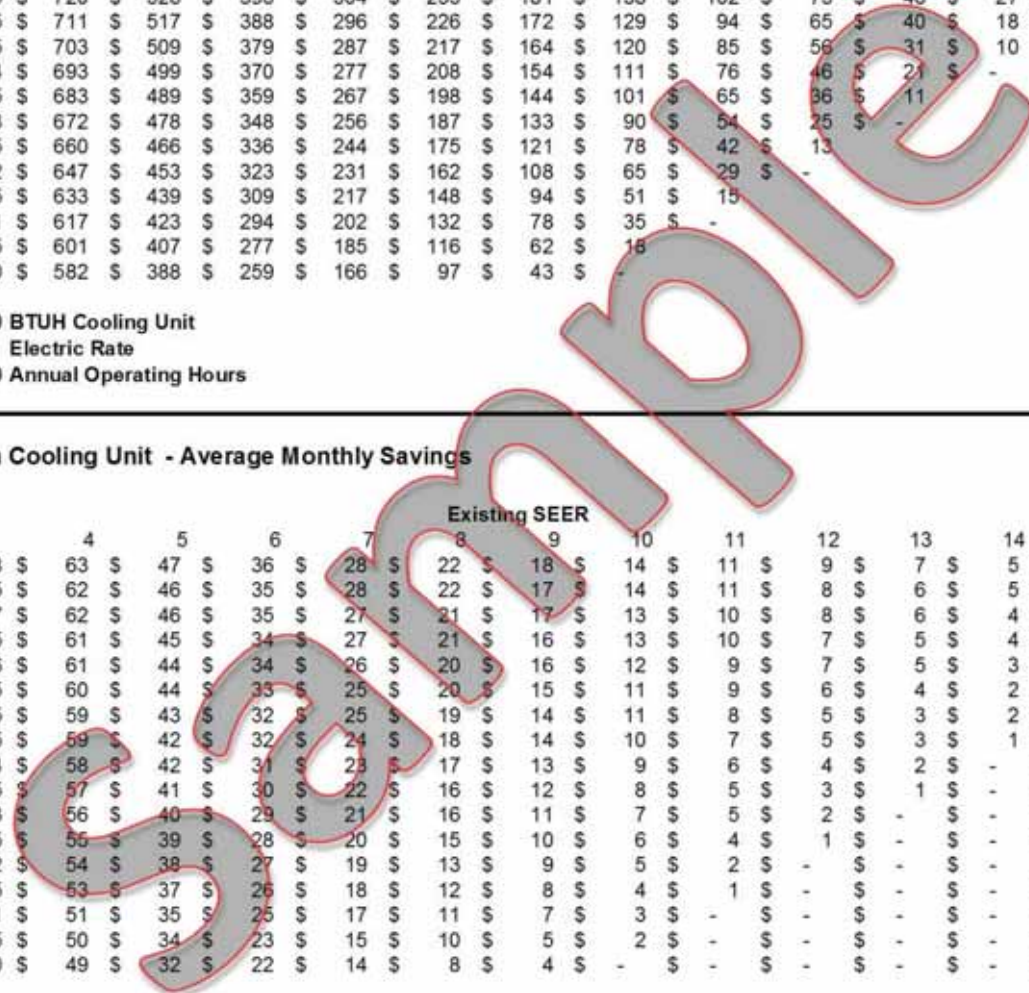 $ 711 $ 517 $ 388 $ 296 $ 226 $ 172 $ 129 $ 94 $ 65 $ 40 $ 18
$ 703 $ 509 $ 379 $ 287 $ 217 $ 164 $ 120 $ 85 $ 56 $ 31 $ 10
$ 693 $ 499 $ 370 $ 277 $ 208 $ 154 $ 111 $ 76 $ 46 $ 21 $ -
$ 683 $ 489 $ 359 $ 267 $ 198 $ 144 $ 101 $ 65 $ 36 $ 11
$ 672 $ 478 $ 348 $ 256 $ 187 $ 133 $ 90 $ 54 $ 25 $ -
$ 660 $ 466 $ 336 $ 244 $ 175 $ 121 $ 78 $ 42 $ 13
$ 647 $ 453 $ 323 $ 231 $ 162 $ 108 $ 65 $ 29 $ -
$ 633 $ 439 $ 309 $ 217 $ 148 $ 94 $ 51 $ 15
$ 617 $ 423 $ 294 $ 202 $ 132 $ 78 $ 35 $ -
$ 601 $ 407 $ 277 $ 185 $ 116 $ 62 $ 18
$ 582 $ 388 $ 259 $ 166 $ 97 $ 43 $ -
BTUH Cooling Unit
Electric Rate
Annual Operating Hours
Cooling Unit - Average Monthly Savings
Existing SEER
4 5 6 7 8 9 10 11 12 13 14
$ 63 $ 47 $ 36 $ 28 $ 22 $ 18 $ 14 $ 11 $ 9 $ 7 $ 5
$ 62 $ 46 $ 35 $ 28 $ 22 $ 17 $ 14 $ 11 $ 8 $ 6 $ 5
$ 62 $ 46 $ 35 $ 27 $ 21 $ 17 $ 13 $ 10 $ 8 $ 6 $ 4
$ 61 $ 45 $ 34 $ 27 $ 21 $ 16 $ 13 $ 10 $ 7 $ 5 $ 4
$ 61 $ 44 $ 34 $ 26 $ 20 $ 16 $ 12 $ 9 $ 7 $ 5 $ 3
$ 60 $ 44 $ 33 $ 25 $ 20 $ 15 $ 11 $ 9 $ 6 $ 4 $ 2
$ 59 $ 43 $ 32 $ 25 $ 19 $ 14 $ 11 $ 8 $ 5 $ 3 $ 2
$ 59 $ 42 $ 32 $ 24 $ 18 $ 14 $ 10 $ 7 $ 5 $ 3 $ 1
$ 58 $ 42 $ 31 $ 23 $ 17 $ 13 $ 9 $ 6 $ 4 $ 2 $ -
$ 57 $ 41 $ 30 $ 22 $ 16 $ 12 $ 8 $ 5 $ 3 $ 1 $ -
$ 56 $ 40 $ 29 $ 21 $ 16 $ 11 $ 7 $ 5 $ 2 $ - $ -
$ 55 $ 39 $ 28 $ 20 $ 15 $ 10 $ 6 $ 4 $ 1 $ - $ -
$ 54 $ 38 $ 27 $ 19 $ 13 $ 9 $ 5 $ 2 $ - $ - $ -
$ 53 $ 37 $ 26 $ 18 $ 12 $ 8 $ 4 $ 1 $ - $ - $ -
$ 51 $ 35 $ 25 $ 17 $ 11 $ 7 $ 3 $ - $ - $ - $ -
$ 50 $ 34 $ 23 $ 15 $ 10 $ 5 $ 2 $ - $ - $ - $ -
$ 49 $ 32 $ 22 $ 14 $ 8 $ 4 $ - $ - $ - $ - $ -
Sample